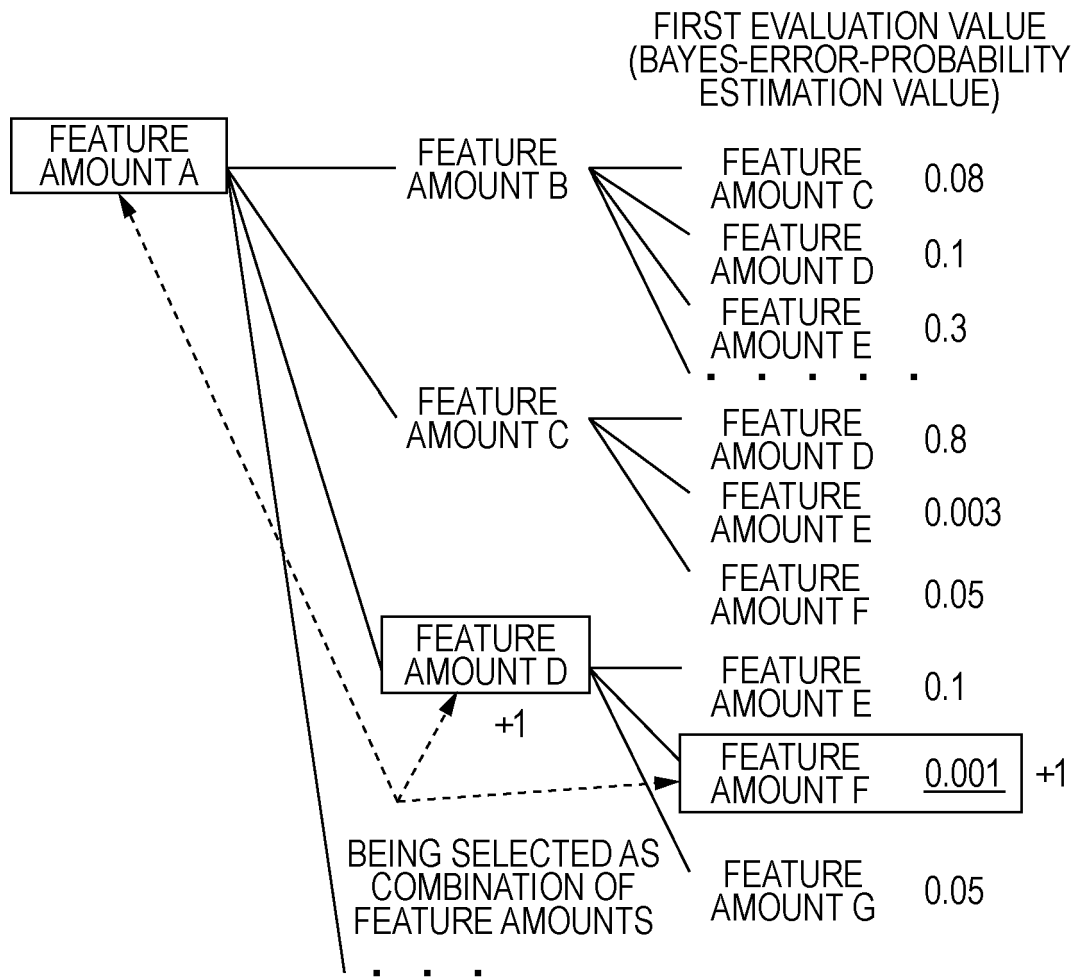 FIRST EVALUATION VALUE
(BAYES-ERROR-PROBABILITY
ESTIMATION VALUE)
FEATURE
AMOUNT A
FEATURE
AMOUNT B
FEATURE
AMOUNT C
0.08
FEATURE
AMOUNT D
0.1
FEATURE
AMOUNT E
0.3
. . . . .
FEATURE
AMOUNT C
FEATURE
AMOUNT D
0.8
FEATURE
AMOUNT E
0.003
FEATURE
AMOUNT F
0.05
FEATURE
AMOUNT D
+1
FEATURE
AMOUNT E
0.1
FEATURE
AMOUNT F
0.001
+1
FEATURE
AMOUNT G
0.05
BEING SELECTED AS
COMBINATION OF
FEATURE AMOUNTS
. . .